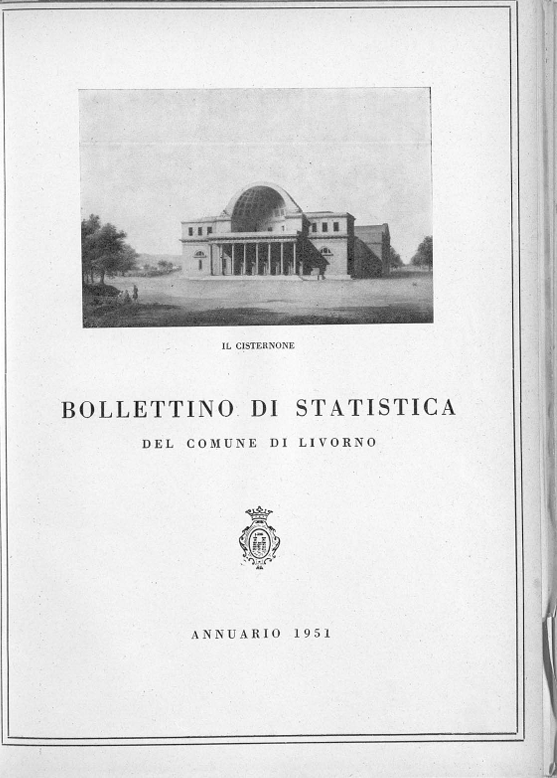 IL CISTERNONE
BOLLETTINO DI STATISTICA
DEL COMUNE DI LIVORNO
ANNUARIO 1951